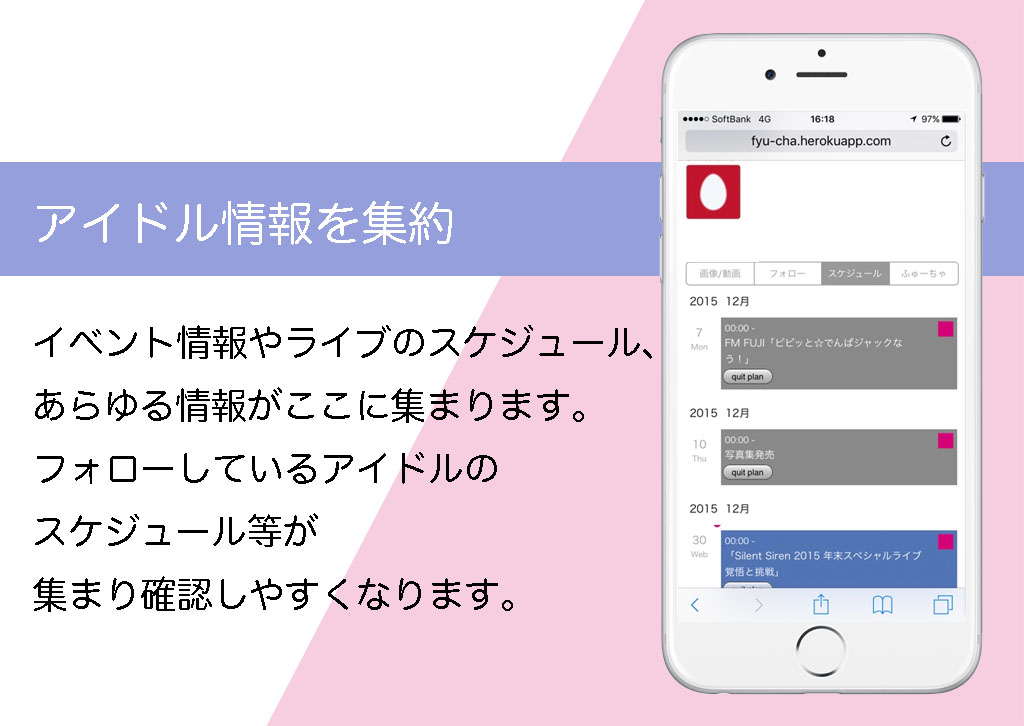 アイドル情報を集約
イベント情報やライブのスケジュール、
あらゆる情報がここに集まります。
フォローしているアイドルの
スケジュール等が
集まり確認しやすくなります。
SoftBank 4G 16:18 97%
fyu-cha.herokuapp.com
画像/動画 フォロー スケジュール ふゅーちゃ
2015 12月
7
Mon
00:00 -
FM FUJI「ビビッと☆でんぱジャックな
う！」
quit plan
2015 12月
10
Thu
00:00 -
写真集発売
quit plan
2015 12月
30
Web
00:00 -
「Silent Siren 2015 年末スペシャルライブ
覚悟と挑戦」